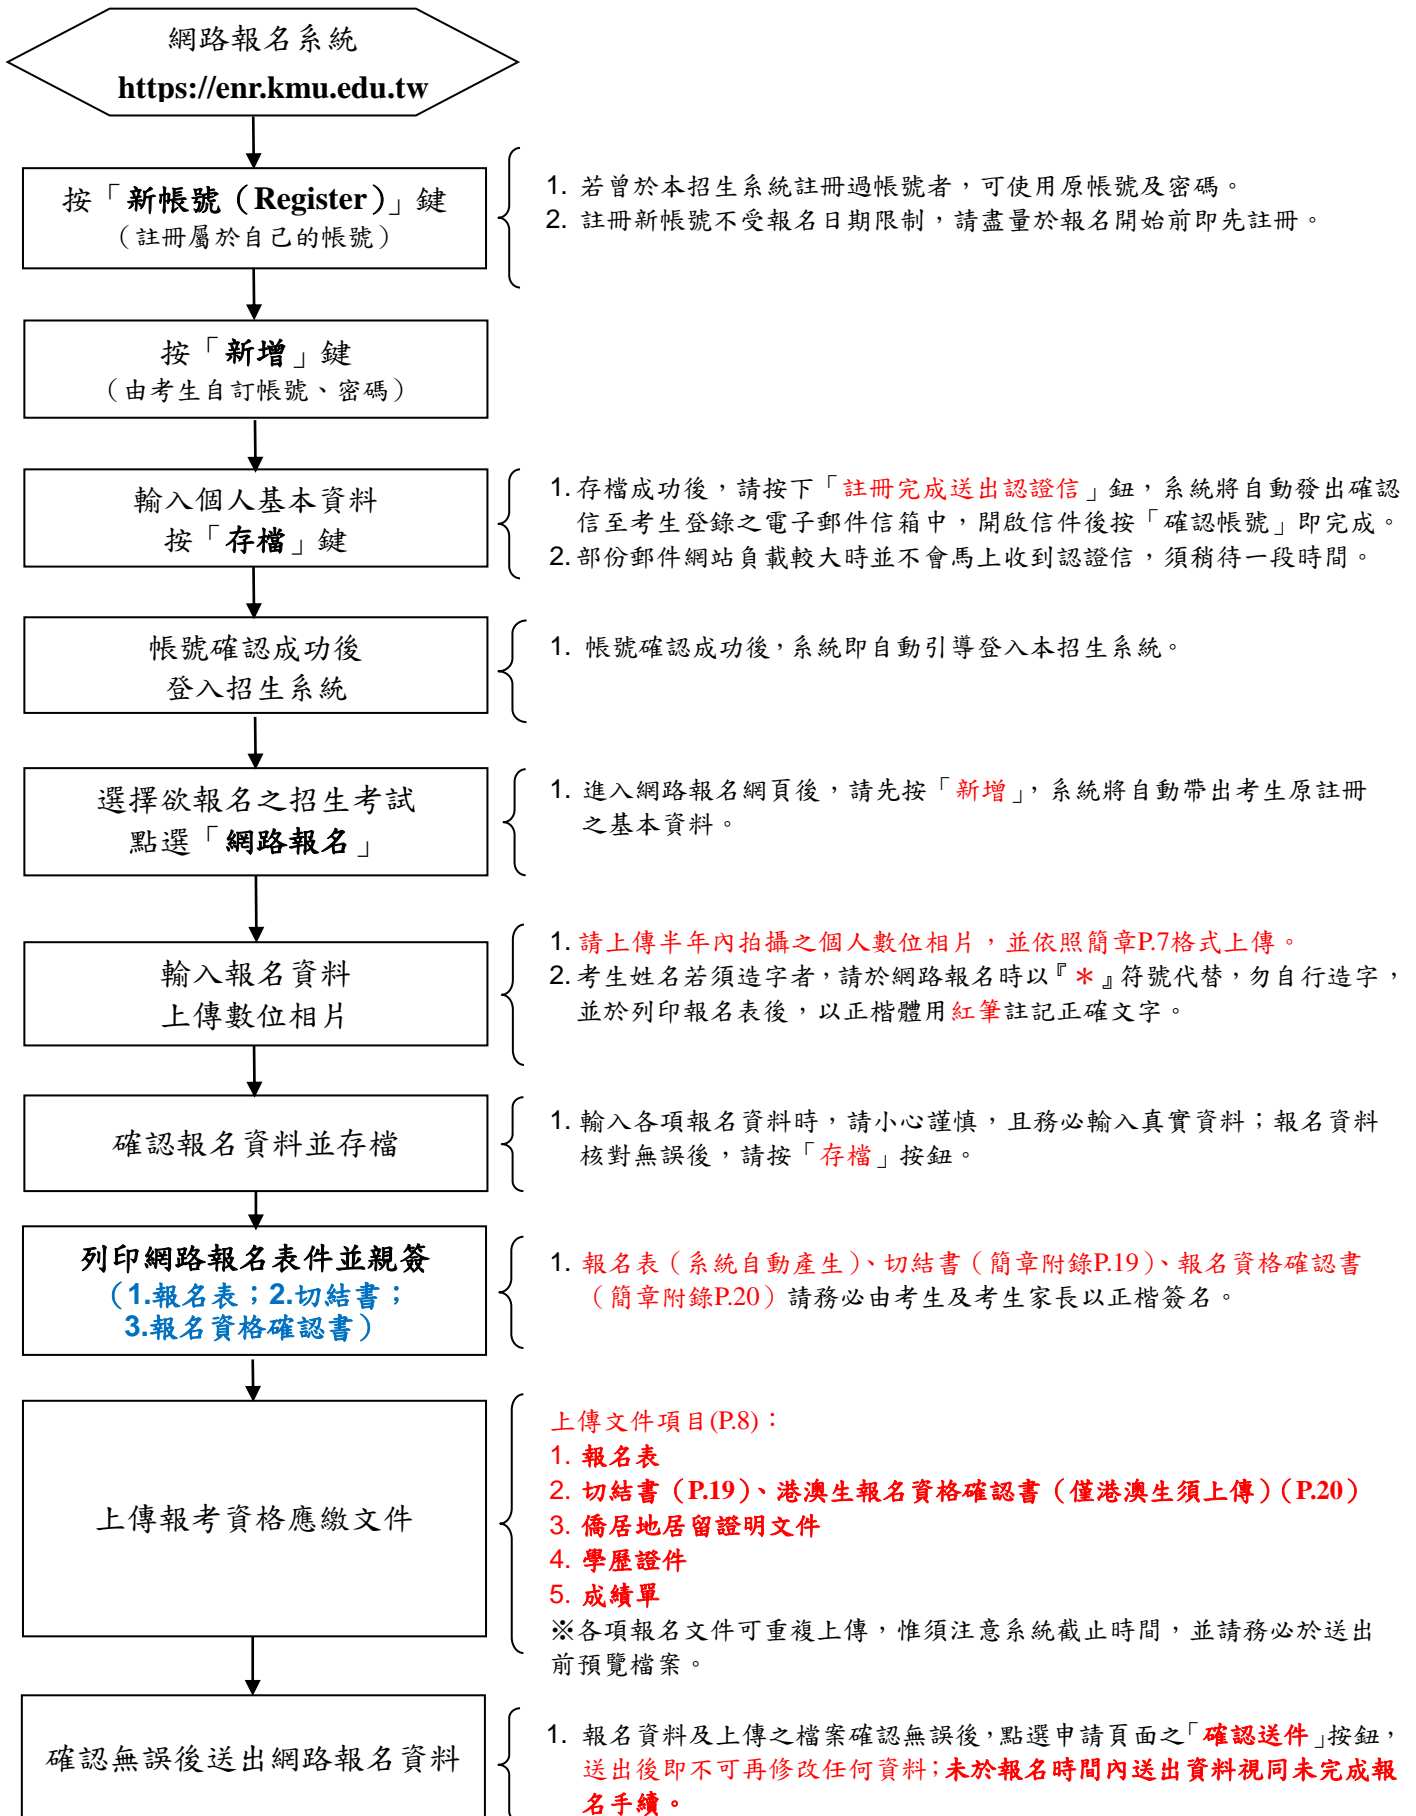 網路報名系統
https://enr.kmu.edu.tw
按「新帳號（Register）」鍵
（註冊屬於自己的帳號）
1. 若曾於本招生系統註冊過帳號者，可使用原帳號及密碼。
2. 註冊新帳號不受報名日期限制，請盡量於報名開始前即先註冊。
按「新增」鍵
（由考生自訂帳號、密碼）
輸入個人基本資料
按「存檔」鍵
1. 存檔成功後，請按下「註冊完成送出認證信」鈕，系統將自動發出確認
信至考生登錄之電子郵件信箱中，開啟信件後按「確認帳號」即完成。
2. 部份郵件網站負載較大時並不會馬上收到認證信，須稍待一段時間。
帳號確認成功後
登入招生系統
1. 帳號確認成功後，系統即自動引導登入本招生系統。
選擇欲報名之招生考試
點選「網路報名」
1. 進入網路報名網頁後，請先按「新增」，系統將自動帶出考生原註冊
之基本資料。
輸入報名資料
上傳數位相片
1. 請上傳半年內拍攝之個人數位相片，並依照簡章P.7格式上傳。
2. 考生姓名若須造字者，請於網路報名時以『＊』符號代替，勿自行造字，
並於列印報名表後，以正楷體用紅筆註記正確文字。
確認報名資料並存檔
1. 輸入各項報名資料時，請小心謹慎，且務必輸入真實資料；報名資料
核對無誤後，請按「存檔」按鈕。
列印網路報名表件並親簽
（1.報名表；2.切結書；
3.報名資格確認書）
1. 報名表（系統自動產生）、切結書（簡章附錄P.19）、報名資格確認書
（簡章附錄P.20）請務必由考生及考生家長以正楷簽名。
上傳報考資格應繳文件
上傳文件項目(P.8)：
1. 報名表
2. 切結書（P.19）、港澳生報名資格確認書（僅港澳生須上傳）（P.20）
3. 僑居地居留證明文件
4. 學歷證件
5. 成績單
※各項報名文件可重複上傳，惟須注意系統截止時間，並請務必於送出
前預覽檔案。
確認無誤後送出網路報名資料
1. 報名資料及上傳之檔案確認無誤後，點選申請頁面之「確認送件」按鈕，
送出後即不可再修改任何資料；未於報名時間內送出資料視同未完成報
名手續。